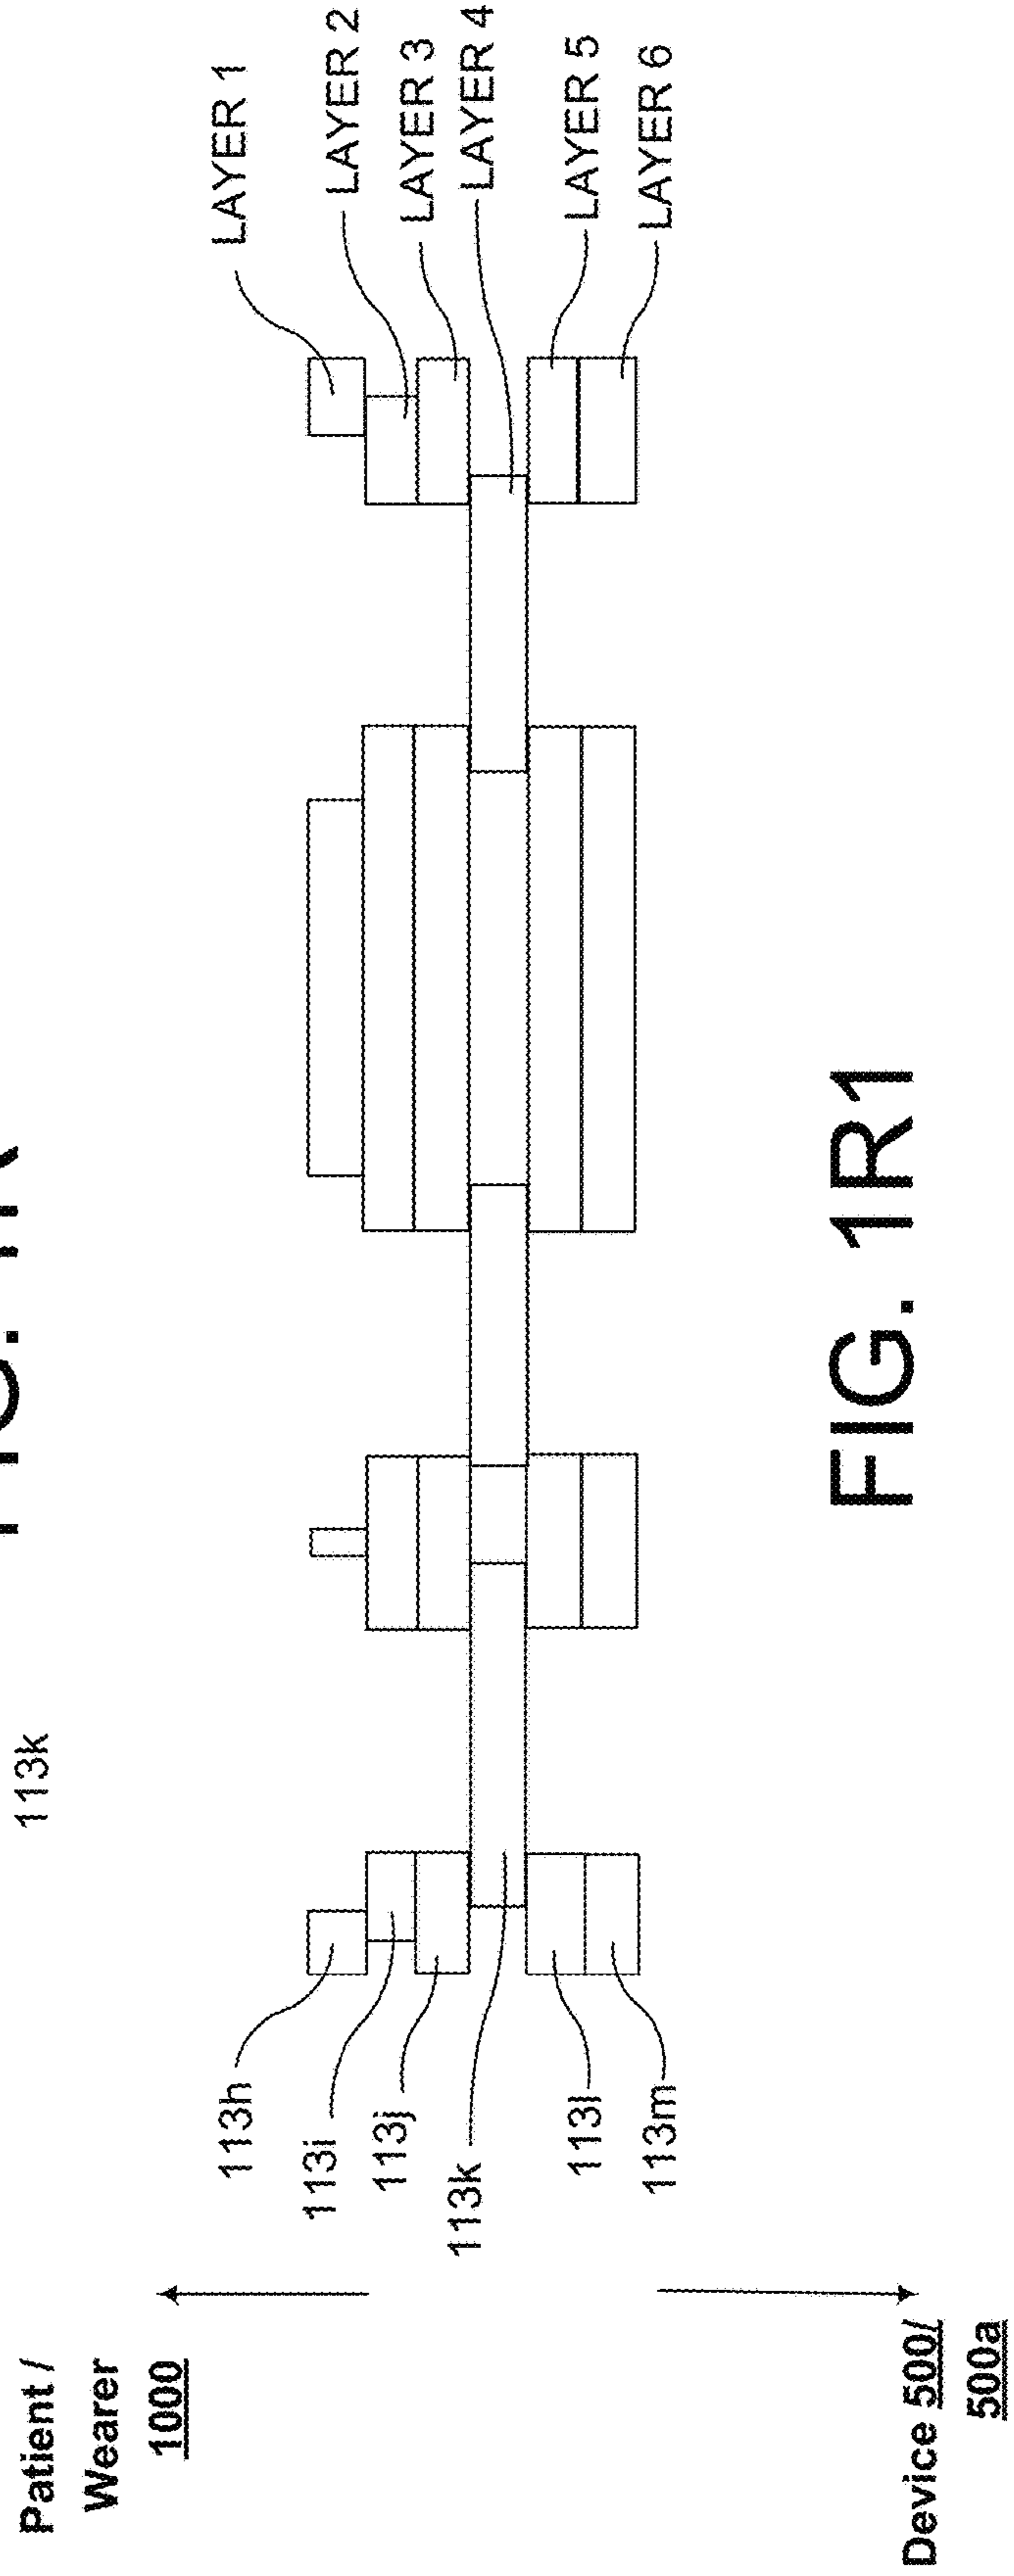 113k
Patient /
Wearer
1000
113h
113i
113j
113k
113l
113m
LAYER 1
LAYER 2
LAYER 3
LAYER 4
LAYER 5
LAYER 6
Device 500/
500a
FIG. 1R1